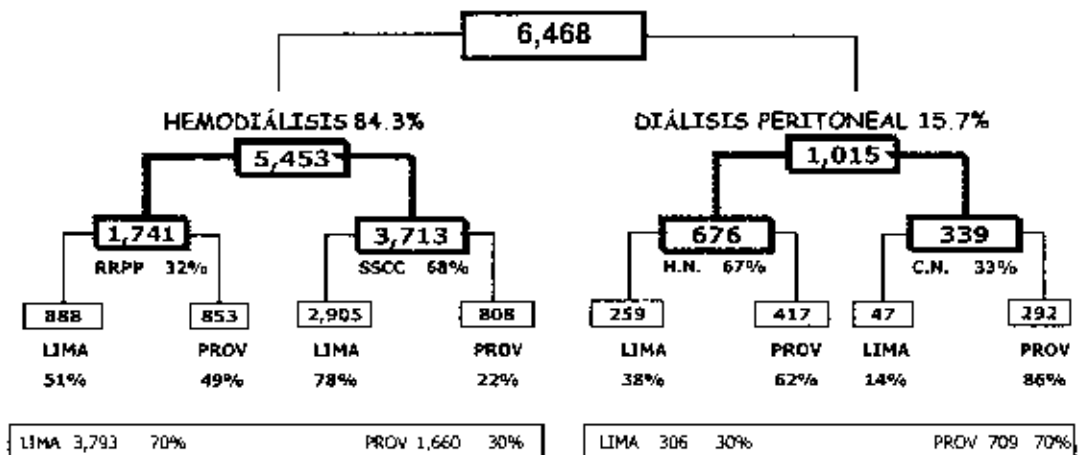 6,468
HEMODIÁLISIS 84.3% DIÁLISIS PERITONEAL 15.7%
5,453 1,015
1,741 3,713 676 339
RRPP 32% SSCC 68% H.N. 67% C.N. 33%
888 853 2,905 808 259 417 47 292
LIMA PROV LIMA PROV LIMA PROV LIMA PROV
51% 49% 78% 22% 38% 62% 14% 86%
LIMA 3,793 70% PROV 1,660 30% LIMA 306 30% PROV 709 70%